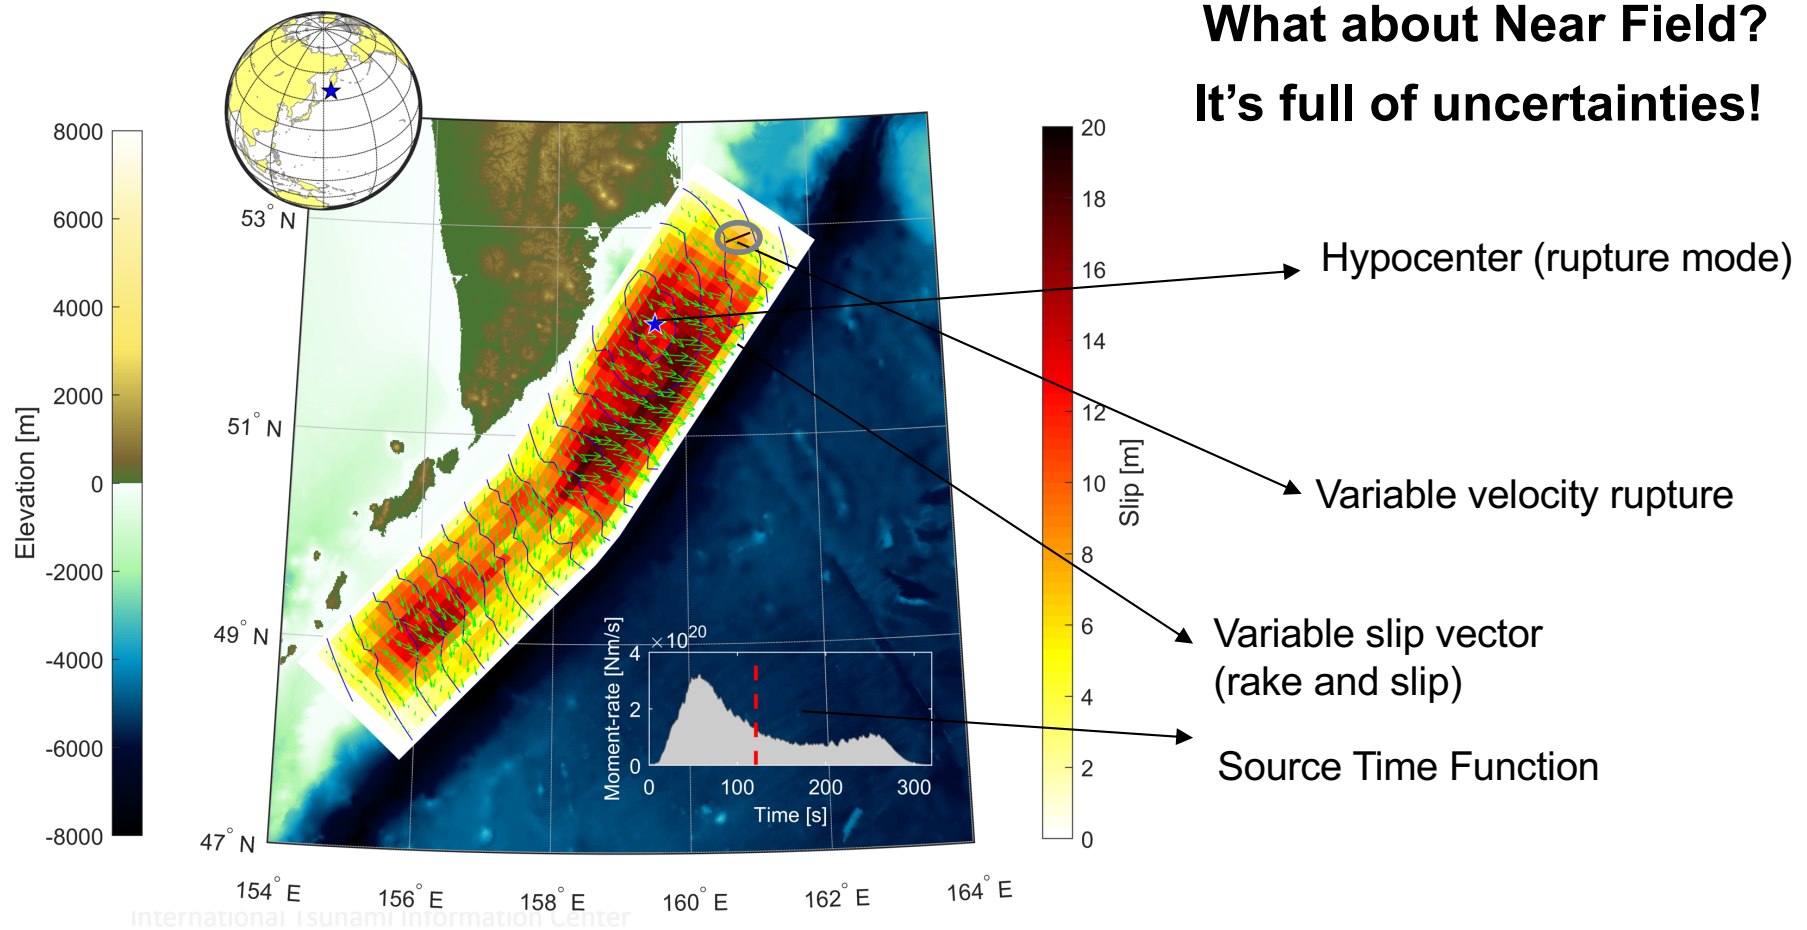 What about Near Field?
It’s full of uncertainties!
8000
6000
4000
2000
0
-2000
-4000
-6000
-8000
Elevation [m]
53° N
51° N
49° N
47° N
154° E
156° E
158° E
160° E
162° E
164° E
×10^20
4
2
0
Moment-rate [Nm/s]
0
100
200
300
Time [s]
20
18
16
14
12
10
8
6
4
2
0
Slip [m]
Hypocenter (rupture mode)
Variable velocity rupture
Variable slip vector
(rake and slip)
Source Time Function
International Tsunami Information Center